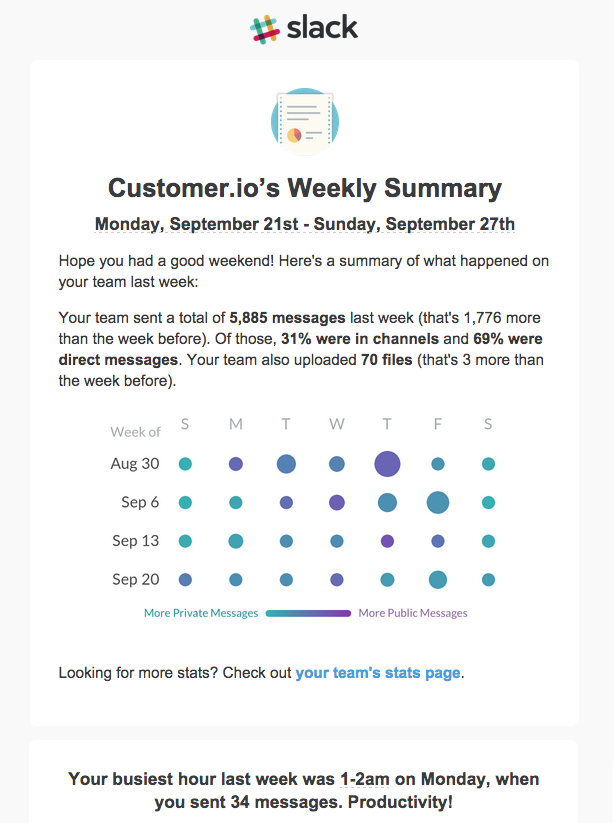 slack
Customer.io’s Weekly Summary
Monday, September 21st - Sunday, September 27th
Hope you had a good weekend! Here's a summary of what happened on
your team last week:
Your team sent a total of 5,885 messages last week (that's 1,776 more
than the week before). Of those, 31% were in channels and 69% were
direct messages. Your team also uploaded 70 files (that's 3 more than
the week before).
Week of S M T W T F S
Aug 30
Sep 6
Sep 13
Sep 20
More Private Messages More Public Messages
Looking for more stats? Check out your team's stats page.
Your busiest hour last week was 1-2am on Monday, when
you sent 34 messages. Productivity!